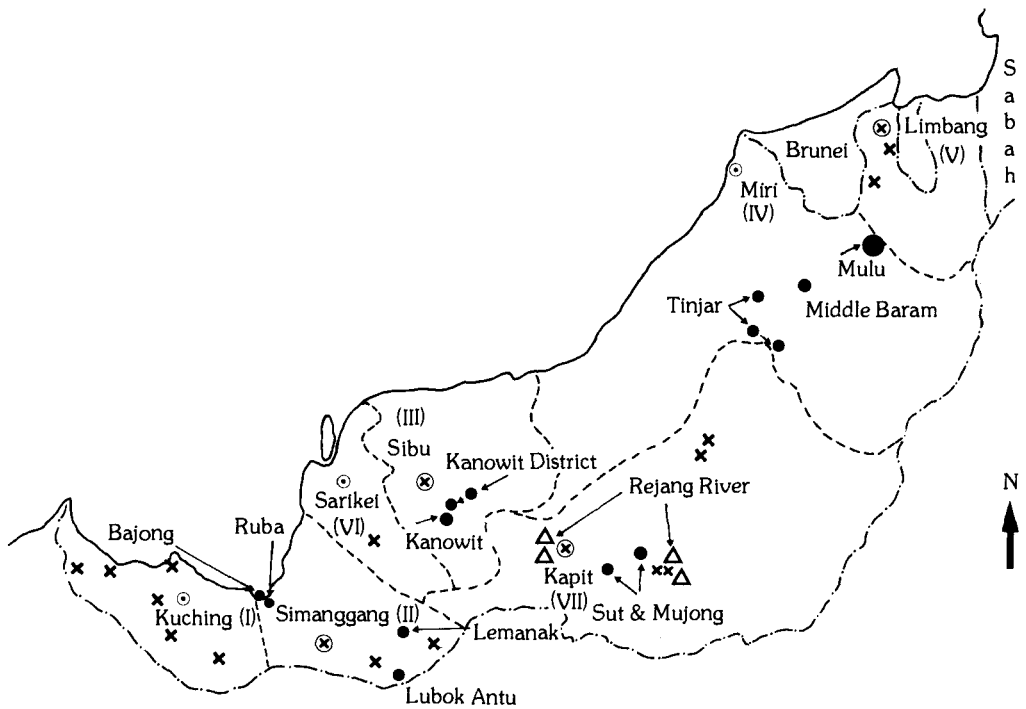 Sabah
Limbang
(V)
Brunei
Miri
(IV)
Mulu
Tinjar
Middle Baram
(III)
Sibu
Kanowit District
Rejang River
N
Sarikei
(VI)
Kanowit
Bajong
Ruba
Kapit
(VII)
Kuching (I)
Simanggang (II)
Sut & Mujong
Lemanak
Lubok Antu